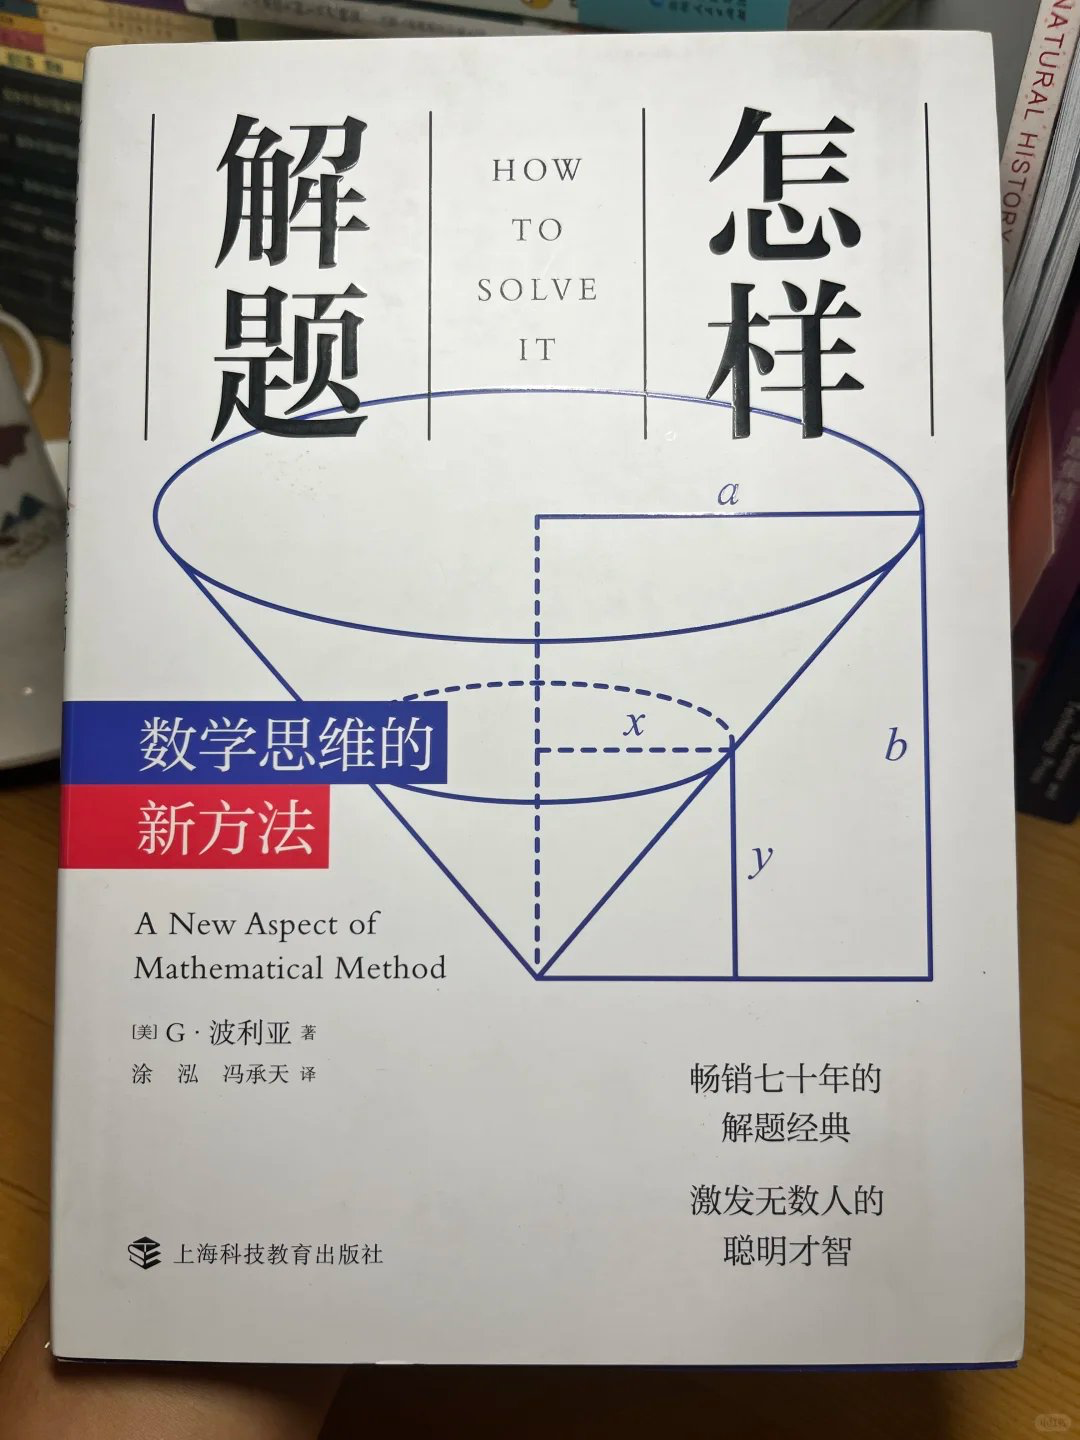 怎样
解题
HOW
TO
SOLVE
IT
a
x
b
y
数学思维的
新方法
A New Aspect of
Mathematical Method
[美] G · 波利亚 著
涂 泓 冯承天 译
畅销七十年的
解题经典
激发无数人的
聪明才智
上海科技教育出版社
NATURAL HISTORY
小红书